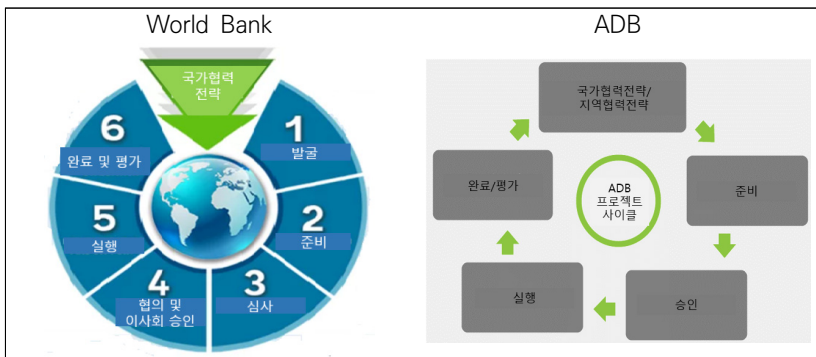 World Bank
국가협력
전략
1
발굴
2
준비
3
심사
4
협의 및
이사회 승인
5
실행
6
완료 및 평가
ADB
국가협력전략/
지역협력전략
준비
승인
실행
완료/평가
ADB
프로젝트
사이클